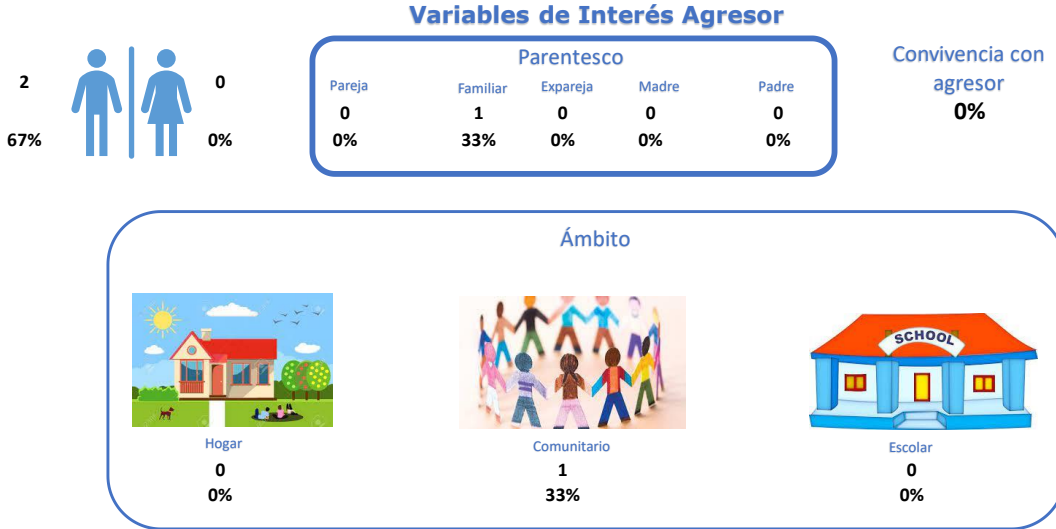 Variables de Interés Agresor
2
0
67%
0%
Parentesco
Pareja Familiar Expareja Madre Padre
0 1 0 0 0
0% 33% 0% 0% 0%
Convivencia con
agresor
0%
Ámbito
SCHOOL
Hogar Comunitario Escolar
0 1 0
0% 33% 0%